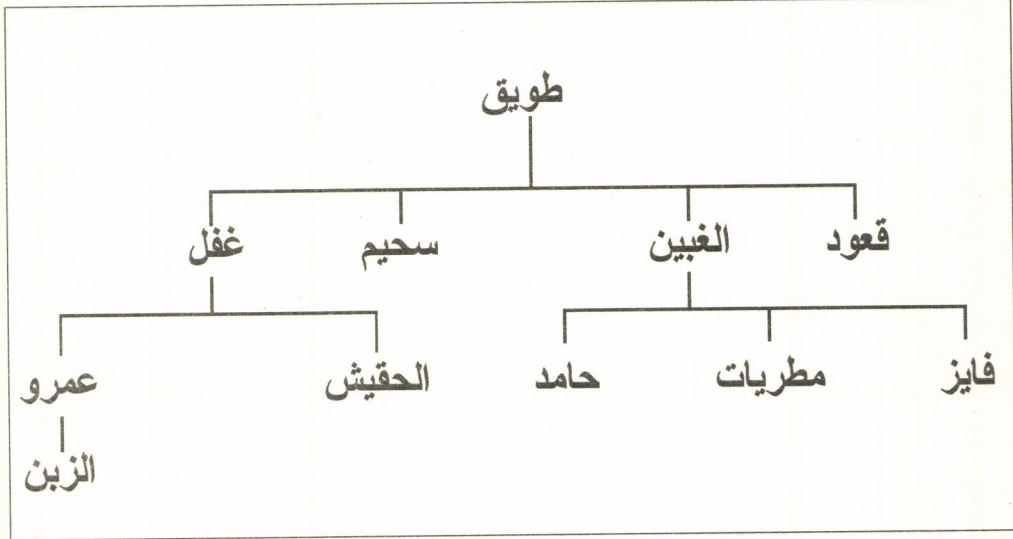 طويق
قعود الغبين سحيم غفل
فايز مطريات حامد الحقيش عمرو
الزبن